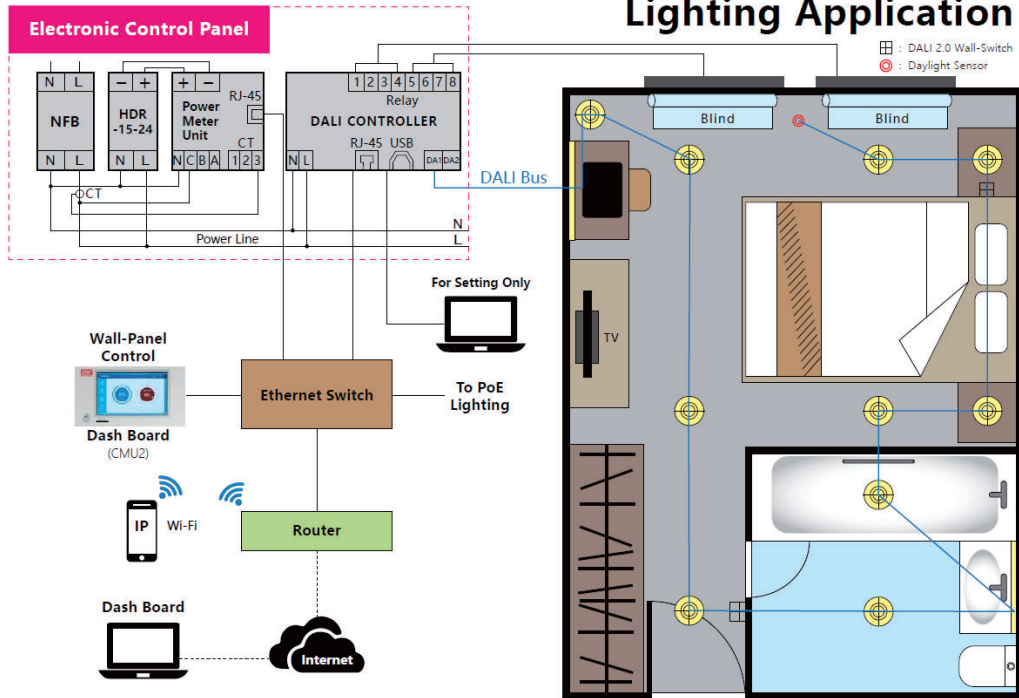 Lighting Application
Electronic Control Panel
: DALI 2.0 Wall-Switch
: Daylight Sensor
N L
NFB
N L
− +
HDR
-15-24
N L
+ −
RJ-45
Power
Meter
Unit
CT
N C B A 1 2 3
1 2 3 4 5 6 7 8
Relay
DALI CONTROLLER
RJ-45 USB
N L
DA1 DA2
CT
DALI Bus
N
Power Line
L
Blind
Blind
TV
For Setting Only
Wall-Panel
Control
Ethernet Switch
To PoE
Lighting
Dash Board
(CMU2)
IP
Wi-Fi
Router
Dash Board
Internet